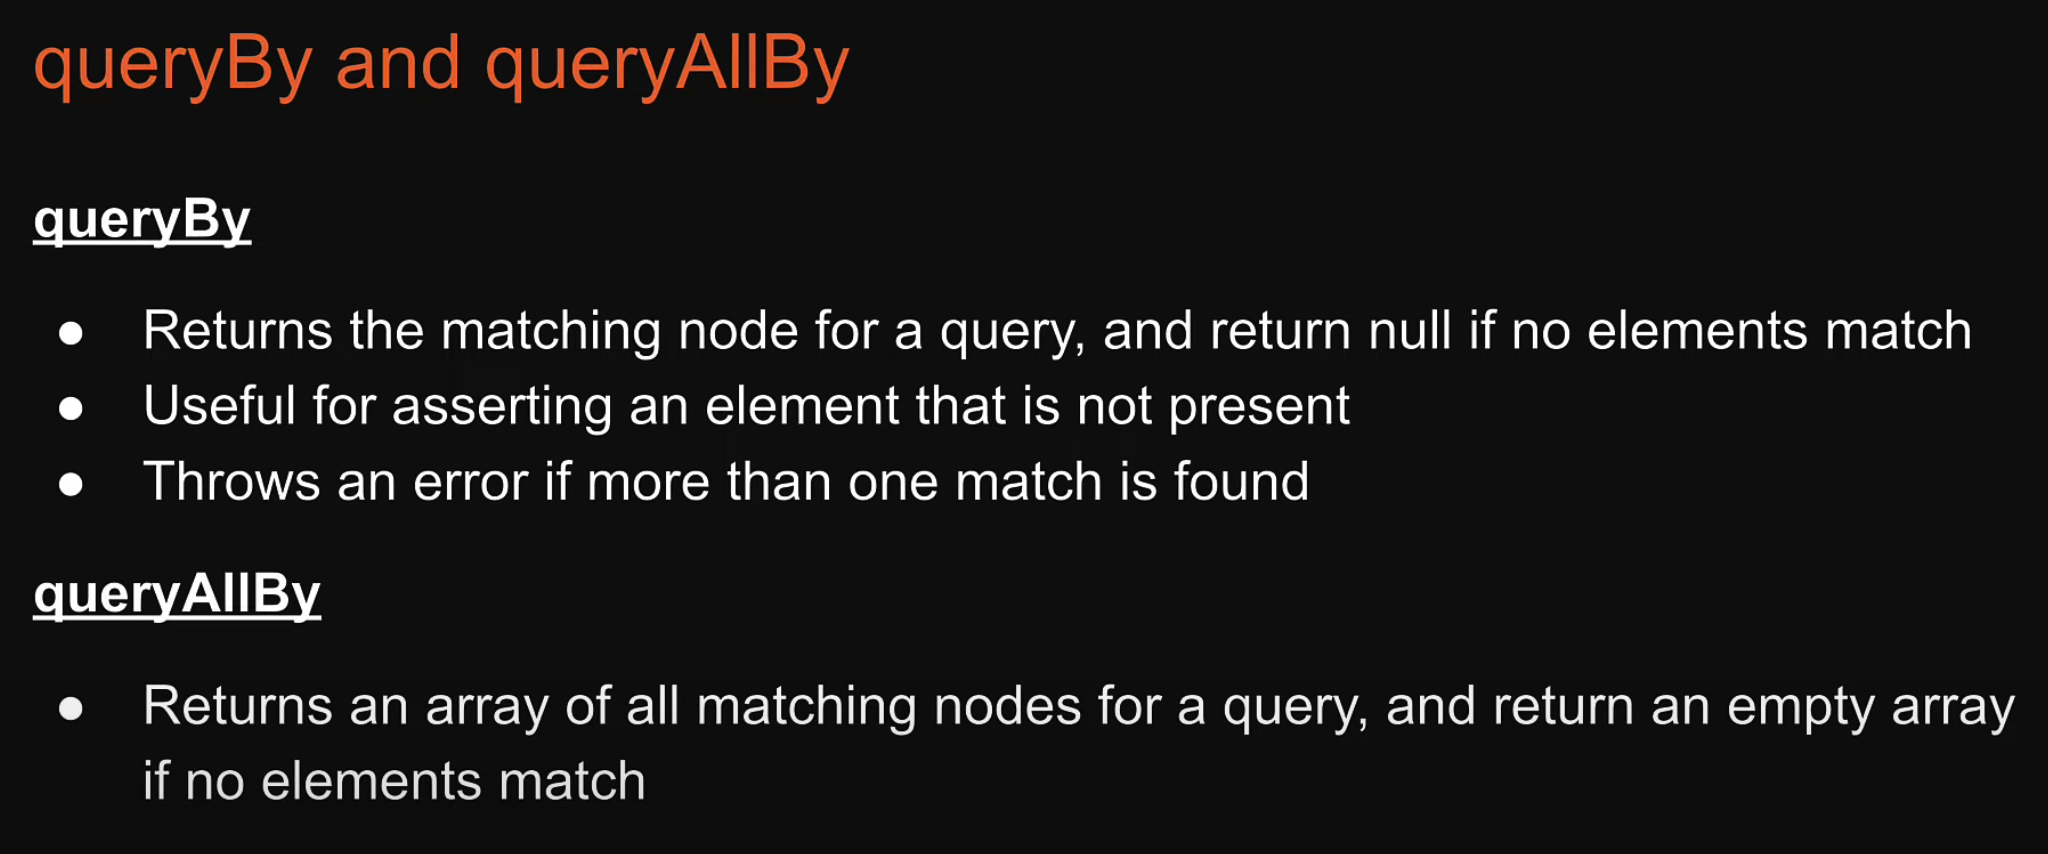 queryBy and queryAllBy
queryBy
● Returns the matching node for a query, and return null if no elements match
● Useful for asserting an element that is not present
● Throws an error if more than one match is found
queryAllBy
● Returns an array of all matching nodes for a query, and return an empty array
if no elements match